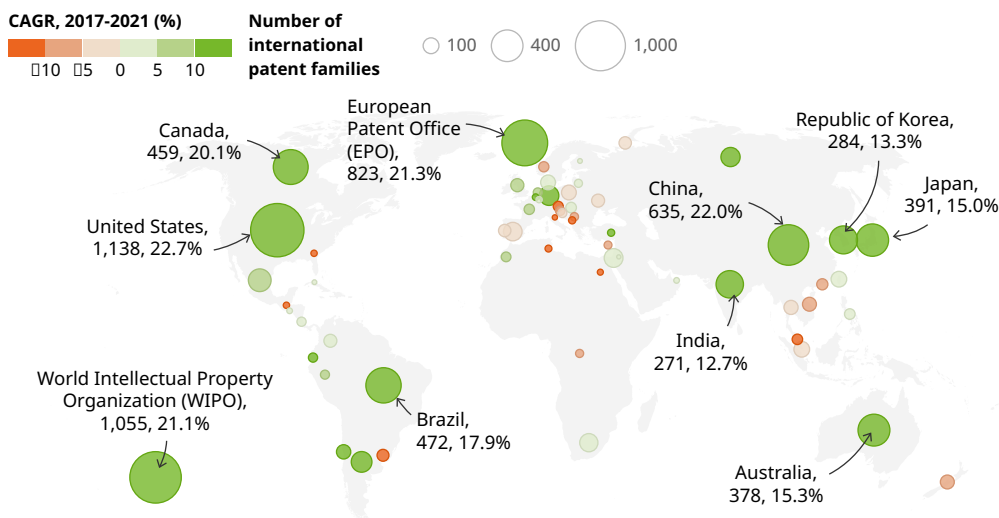 CAGR, 2017-2021 (%)
▯10 ▯5 0 5 10
Number of
international
patent families
100 400 1,000
European
Patent Office
(EPO),
823, 21.3%
Canada,
459, 20.1%
Republic of Korea,
284, 13.3%
China,
635, 22.0%
Japan,
391, 15.0%
United States,
1,138, 22.7%
India,
271, 12.7%
World Intellectual Property
Organization (WIPO),
1,055, 21.1%
Brazil,
472, 17.9%
Australia,
378, 15.3%